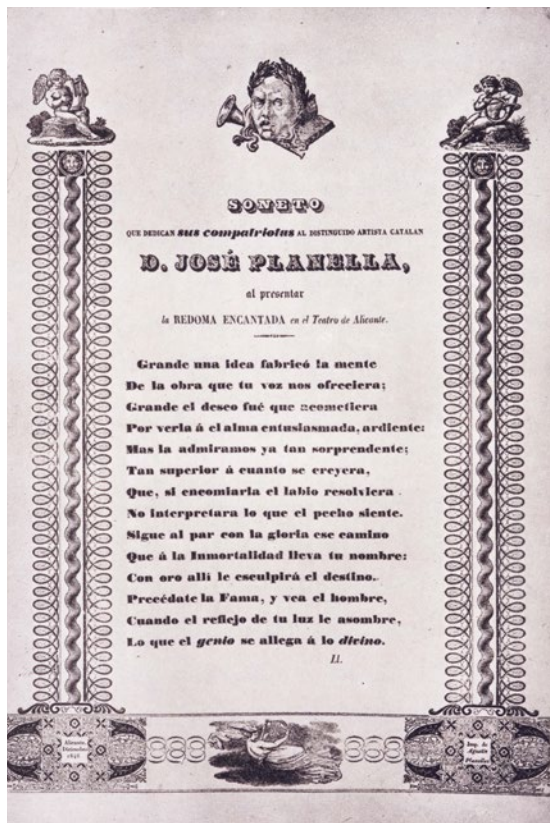 SONETO
QUE DEDICAN sus compatriotas AL DISTINGUIDO ARTISTA CATALAN
D. JOSÉ PLANELLA,
al presentar
la REDOMA ENCANTADA en el Teatro de Alicante.
Grande una idea fabricó la mente
De la obra que tu voz nos ofreciera;
Grande el deseo fué que acometiera
Por verla á el alma entusiasmada, ardiente:
Mas la admiramos ya tan sorprendente;
Tan superior á cuanto se creyera,
Que, si encomiarla el labio resolviera
No interpretara lo que el pecho siente.
Sigue al par con la gloria ese camino
Que á la Inmortalidad lleva tu nombre:
Con oro allí le esculpirá el destino.
Precédate la Fama, y vea el hombre,
Cuando el reflejo de tu luz le asombre,
Lo que el genio se allega á lo divino.
Ll.
Alicante,
Diciembre
Imp. de